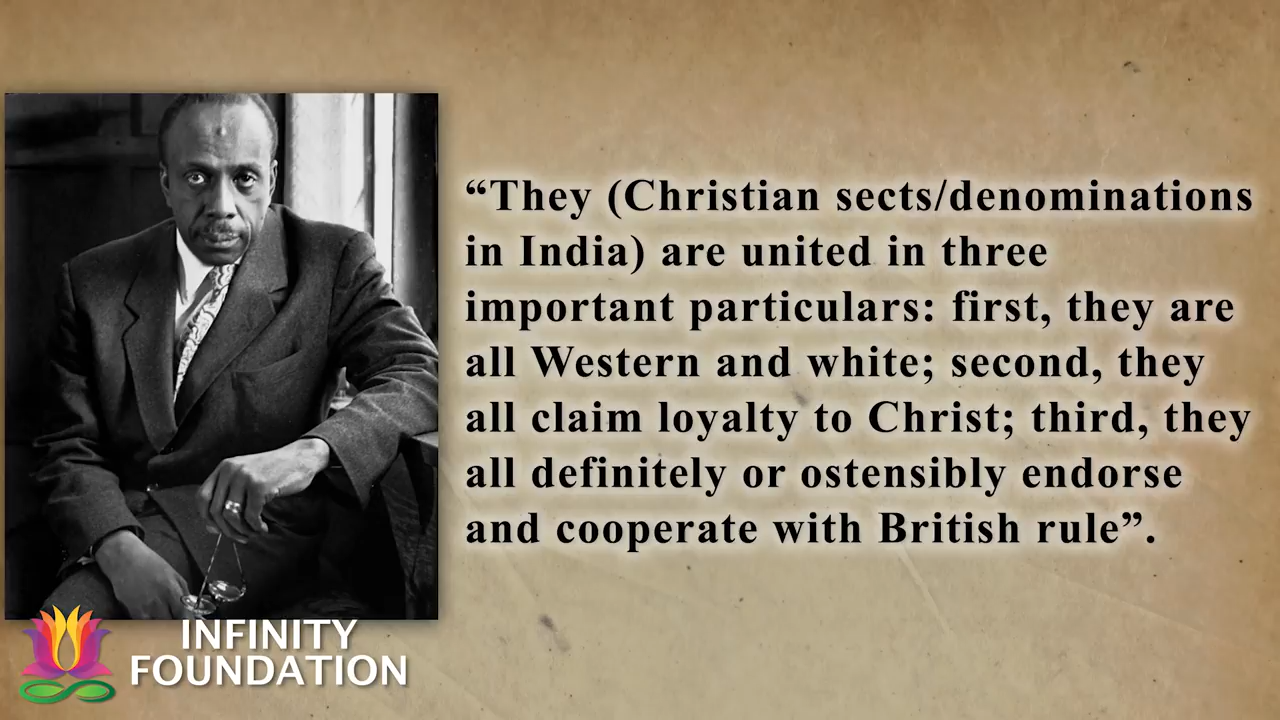 “They (Christian sects/denominations
in India) are united in three
important particulars: first, they are
all Western and white; second, they
all claim loyalty to Christ; third, they
all definitely or ostensibly endorse
and cooperate with British rule”.
INFINITY
FOUNDATION